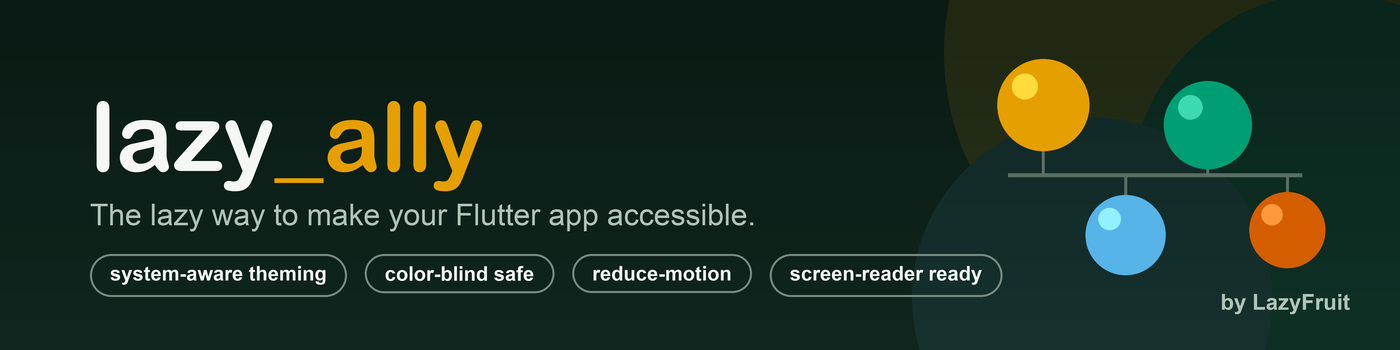 lazy_ally
The lazy way to make your Flutter app accessible.
system-aware theming color-blind safe reduce-motion screen-reader ready
by LazyFruit